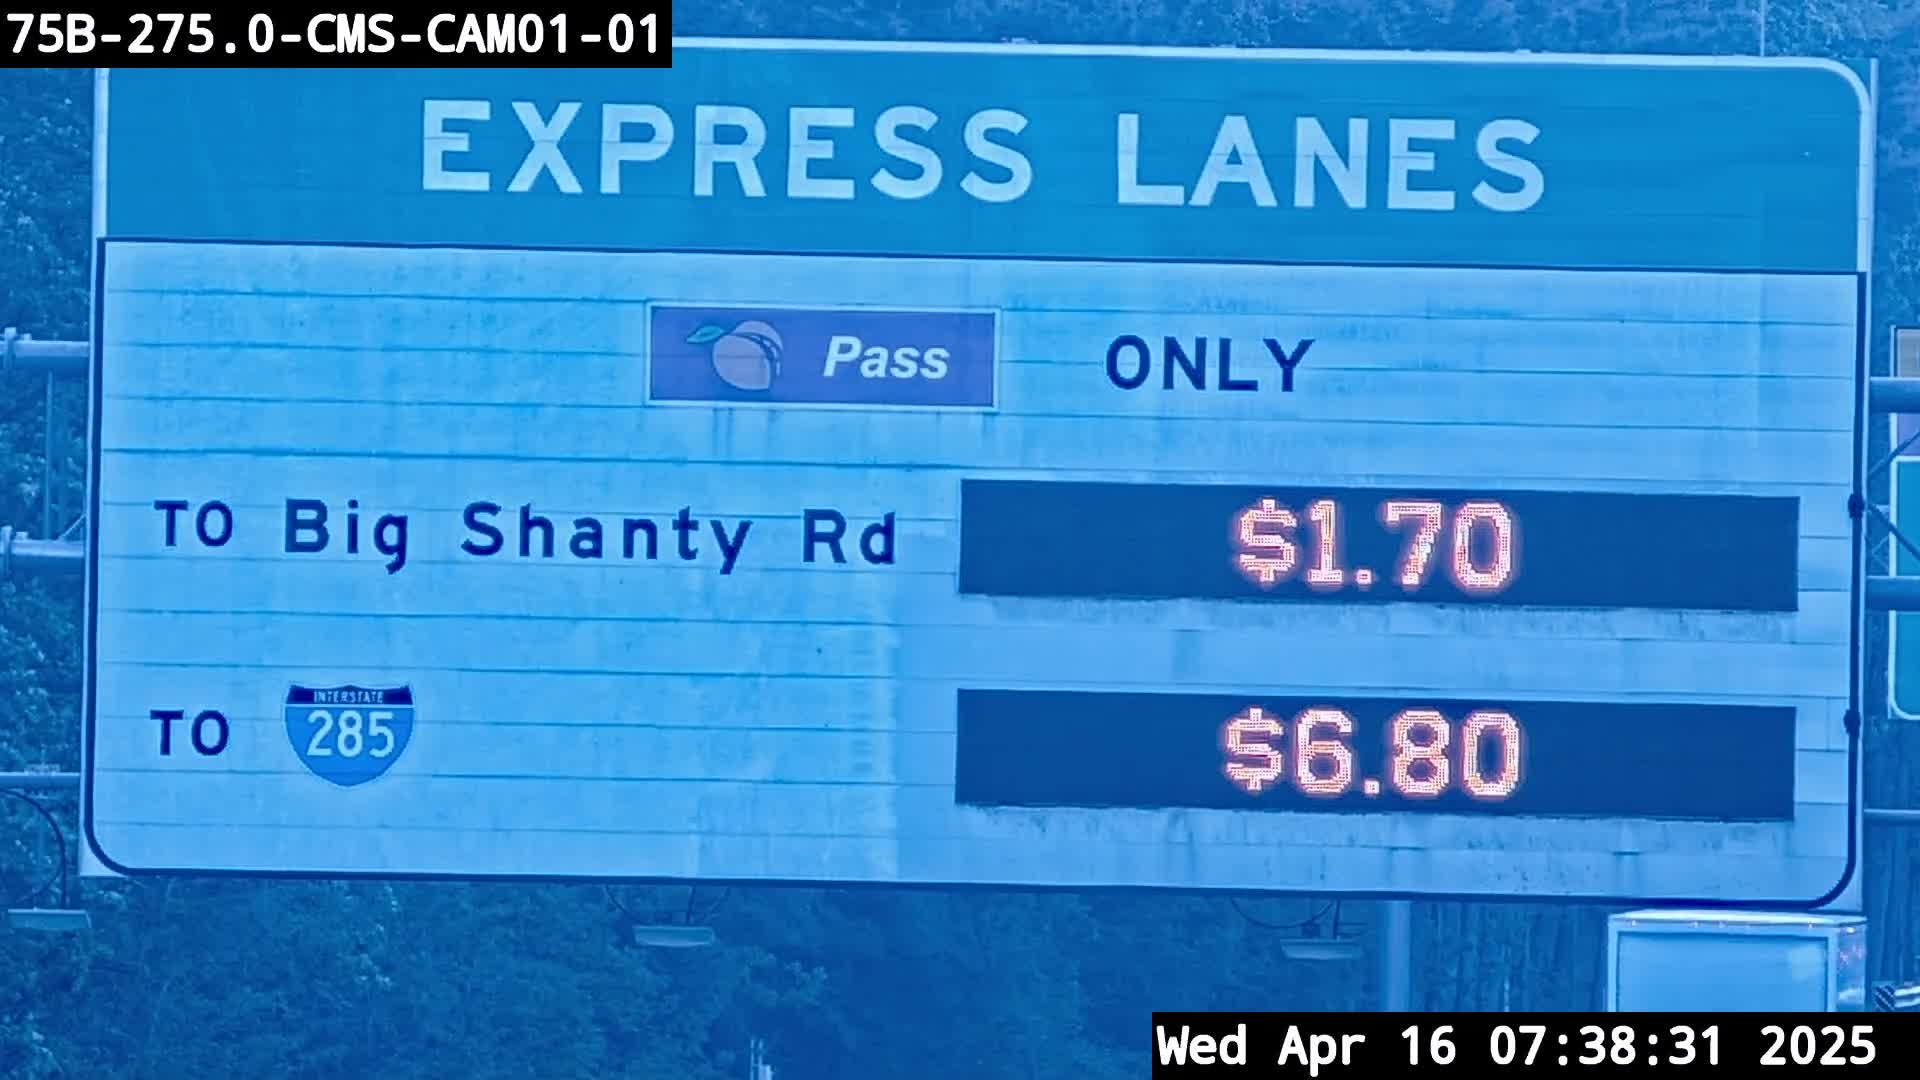 75B-275.0-CMS-CAM01-01
EXPRESS LANES
Pass ONLY
TO Big Shanty Rd $1.70
INTERSTATE
TO 285 $6.80
Wed Apr 16 07:38:31 2025